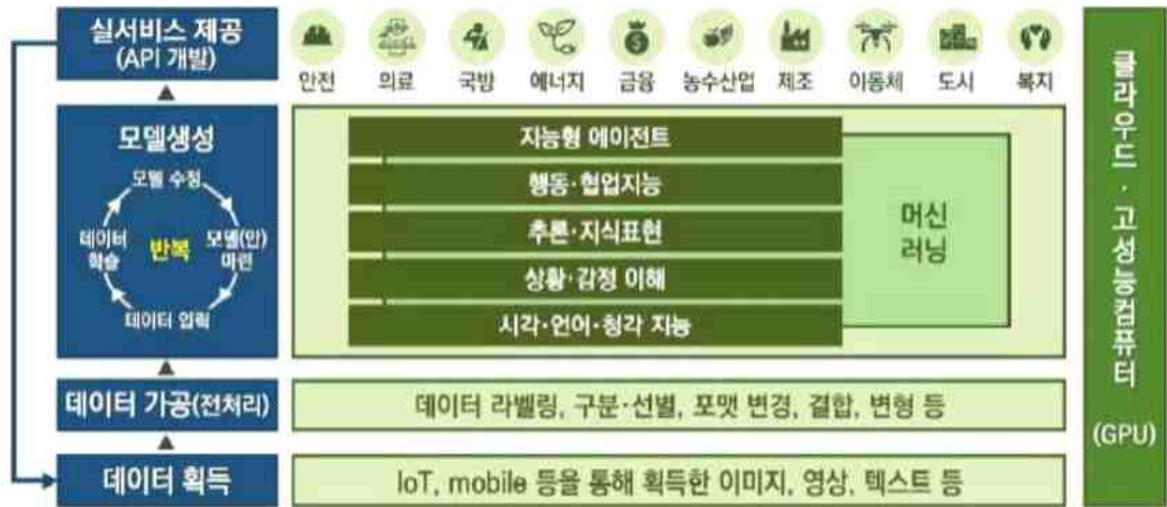 실서비스 제공
(API 개발)
안전
의료
국방
에너지
금융
농수산업
제조
이동체
도시
복지
모델생성
모델 수정
모델(안)
마련
데이터 입력
데이터
학습
반복
지능형 에이전트
행동·협업지능
추론·지식표현
상황·감정 이해
시각·언어·청각 지능
머신
러닝
데이터 가공(전처리)
데이터 라벨링, 구분·선별, 포맷 변경, 결합, 변형 등
데이터 획득
IoT, mobile 등을 통해 획득한 이미지, 영상, 텍스트 등
클라우드·고성능컴퓨터
(GPU)